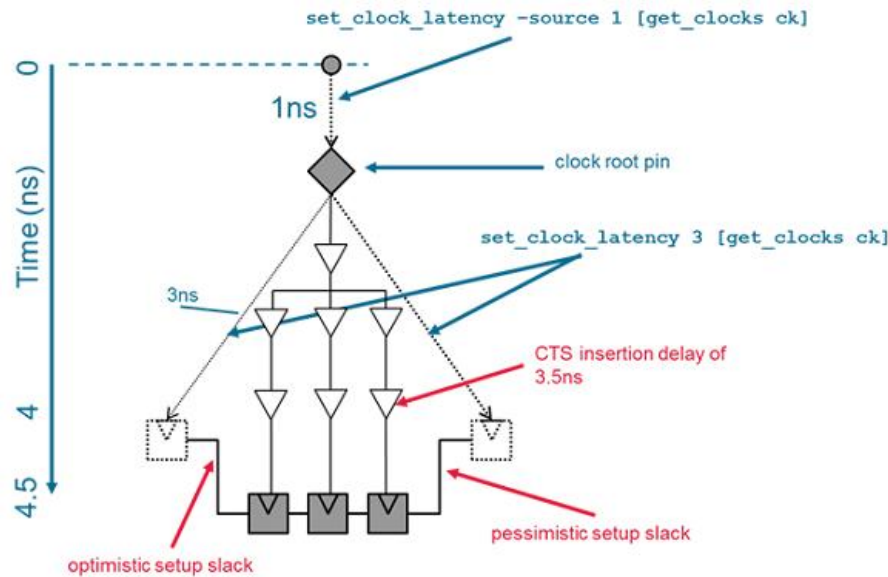 set_clock_latency -source 1 [get_clocks ck]
0
1ns
clock root pin
Time (ns)
set_clock_latency 3 [get_clocks ck]
3ns
CTS insertion delay of
3.5ns
4
4.5
pessimistic setup slack
optimistic setup slack